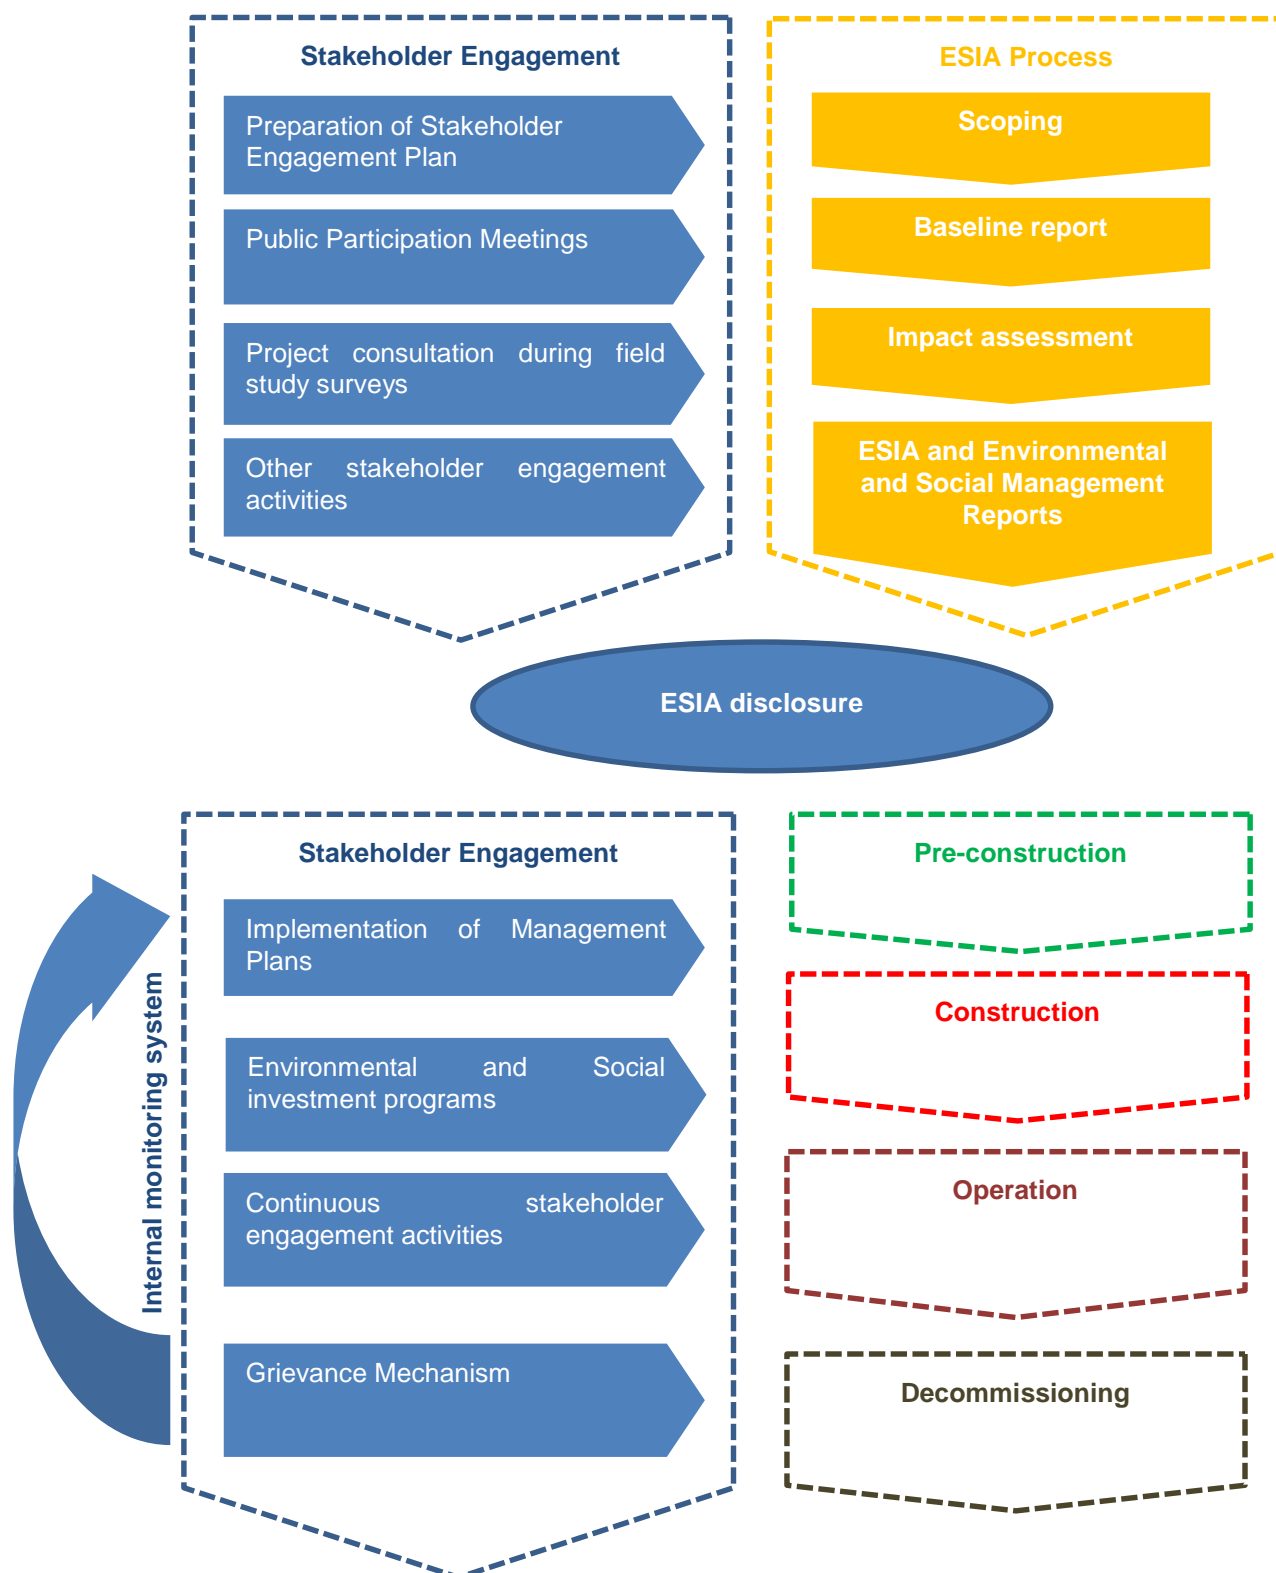 Stakeholder Engagement
Preparation of Stakeholder
Engagement Plan
Public Participation Meetings
Project consultation during field
study surveys
Other stakeholder engagement
activities
ESIA Process
Scoping
Baseline report
Impact assessment
ESIA and Environmental
and Social Management
Reports
ESIA disclosure
Internal monitoring system
Stakeholder Engagement
Implementation of Management
Plans
Environmental and Social
investment programs
Continuous stakeholder
engagement activities
Grievance Mechanism
Pre-construction
Construction
Operation
Decommissioning